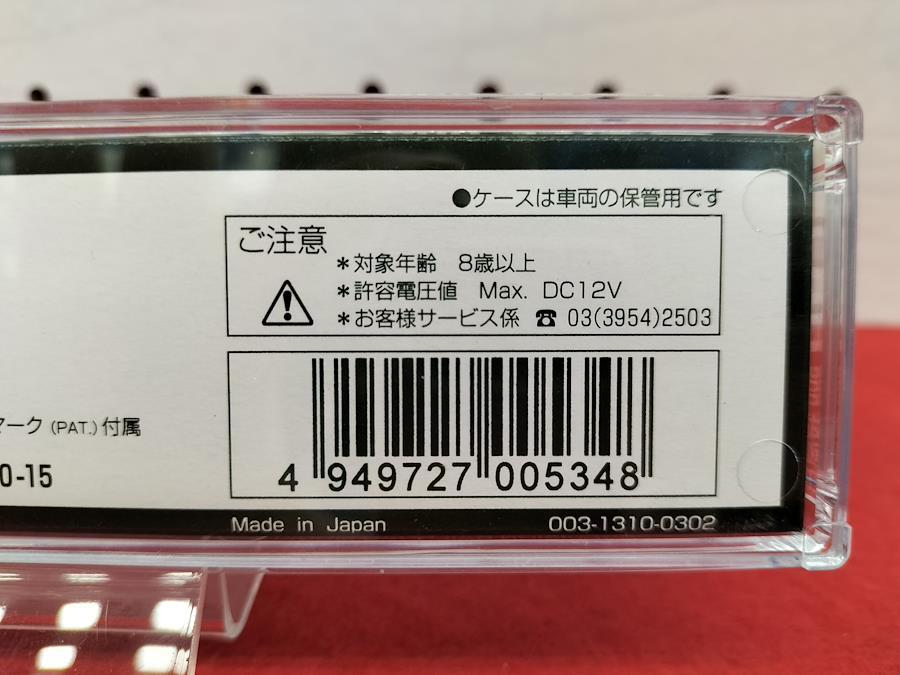 ●ケースは車両の保管用です
ご注意
＊対象年齢　8歳以上
＊許容電圧値　Max. DC12V
＊お客様サービス係 ☎ 03(3954)2503
マーク (PAT.) 付属
0-15
4 949727 005348
Made in Japan
003-1310-0302